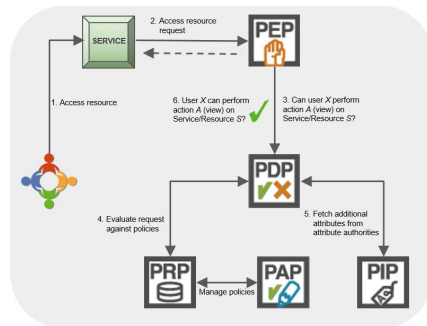 SERVICE
2. Access resource
request
PEP
1. Access resource
6. User X can perform
action A (view) on
Service/Resource S?
3. Can user X perform
action A (view) on
Service/Resource S?
PDP
4. Evaluate request
against policies
5. Fetch additional
attributes from
attribute authorities
PRP
Manage policies
PAP
PIP